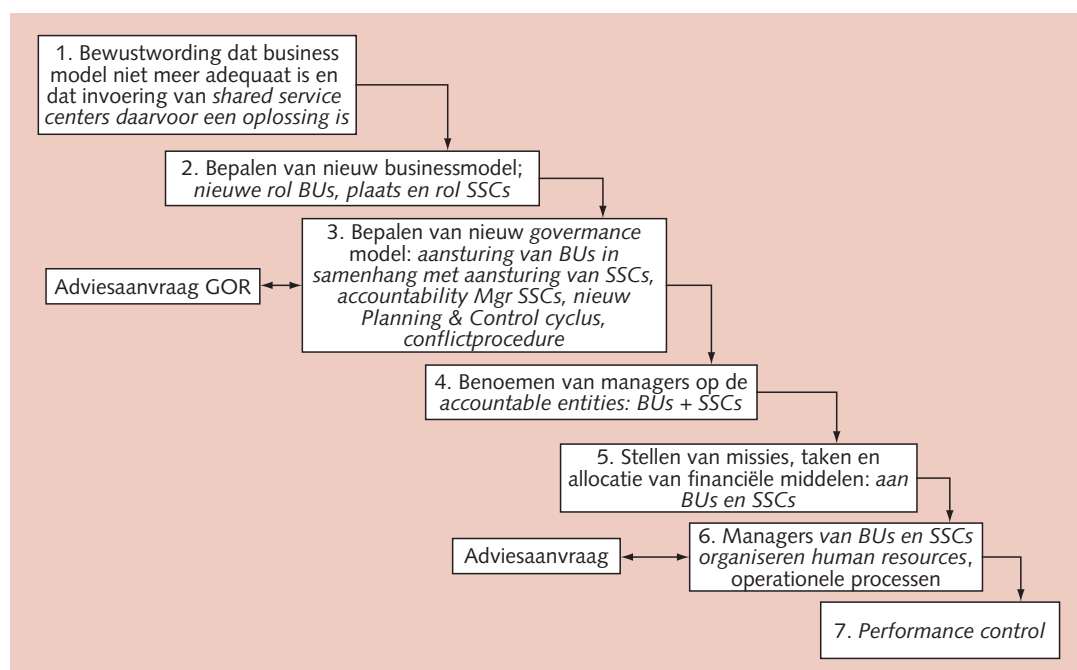 1. Bewustwording dat business
model niet meer adequaat is en
dat invoering van shared service
centers daarvoor een oplossing is
2. Bepalen van nieuw businessmodel;
nieuwe rol BUs, plaats en rol SSCs
3. Bepalen van nieuw govermance
model: aansturing van BUs in
samenhang met aansturing van SSCs,
accountability Mgr SSCs, nieuw
Planning & Control cyclus,
conflictprocedure
Adviesaanvraag GOR
4. Benoemen van managers op de
accountable entities: BUs + SSCs
5. Stellen van missies, taken en
allocatie van financiële middelen: aan
BUs en SSCs
6. Managers van BUs en SSCs
organiseren human resources,
operationele processen
Adviesaanvraag
7. Performance control